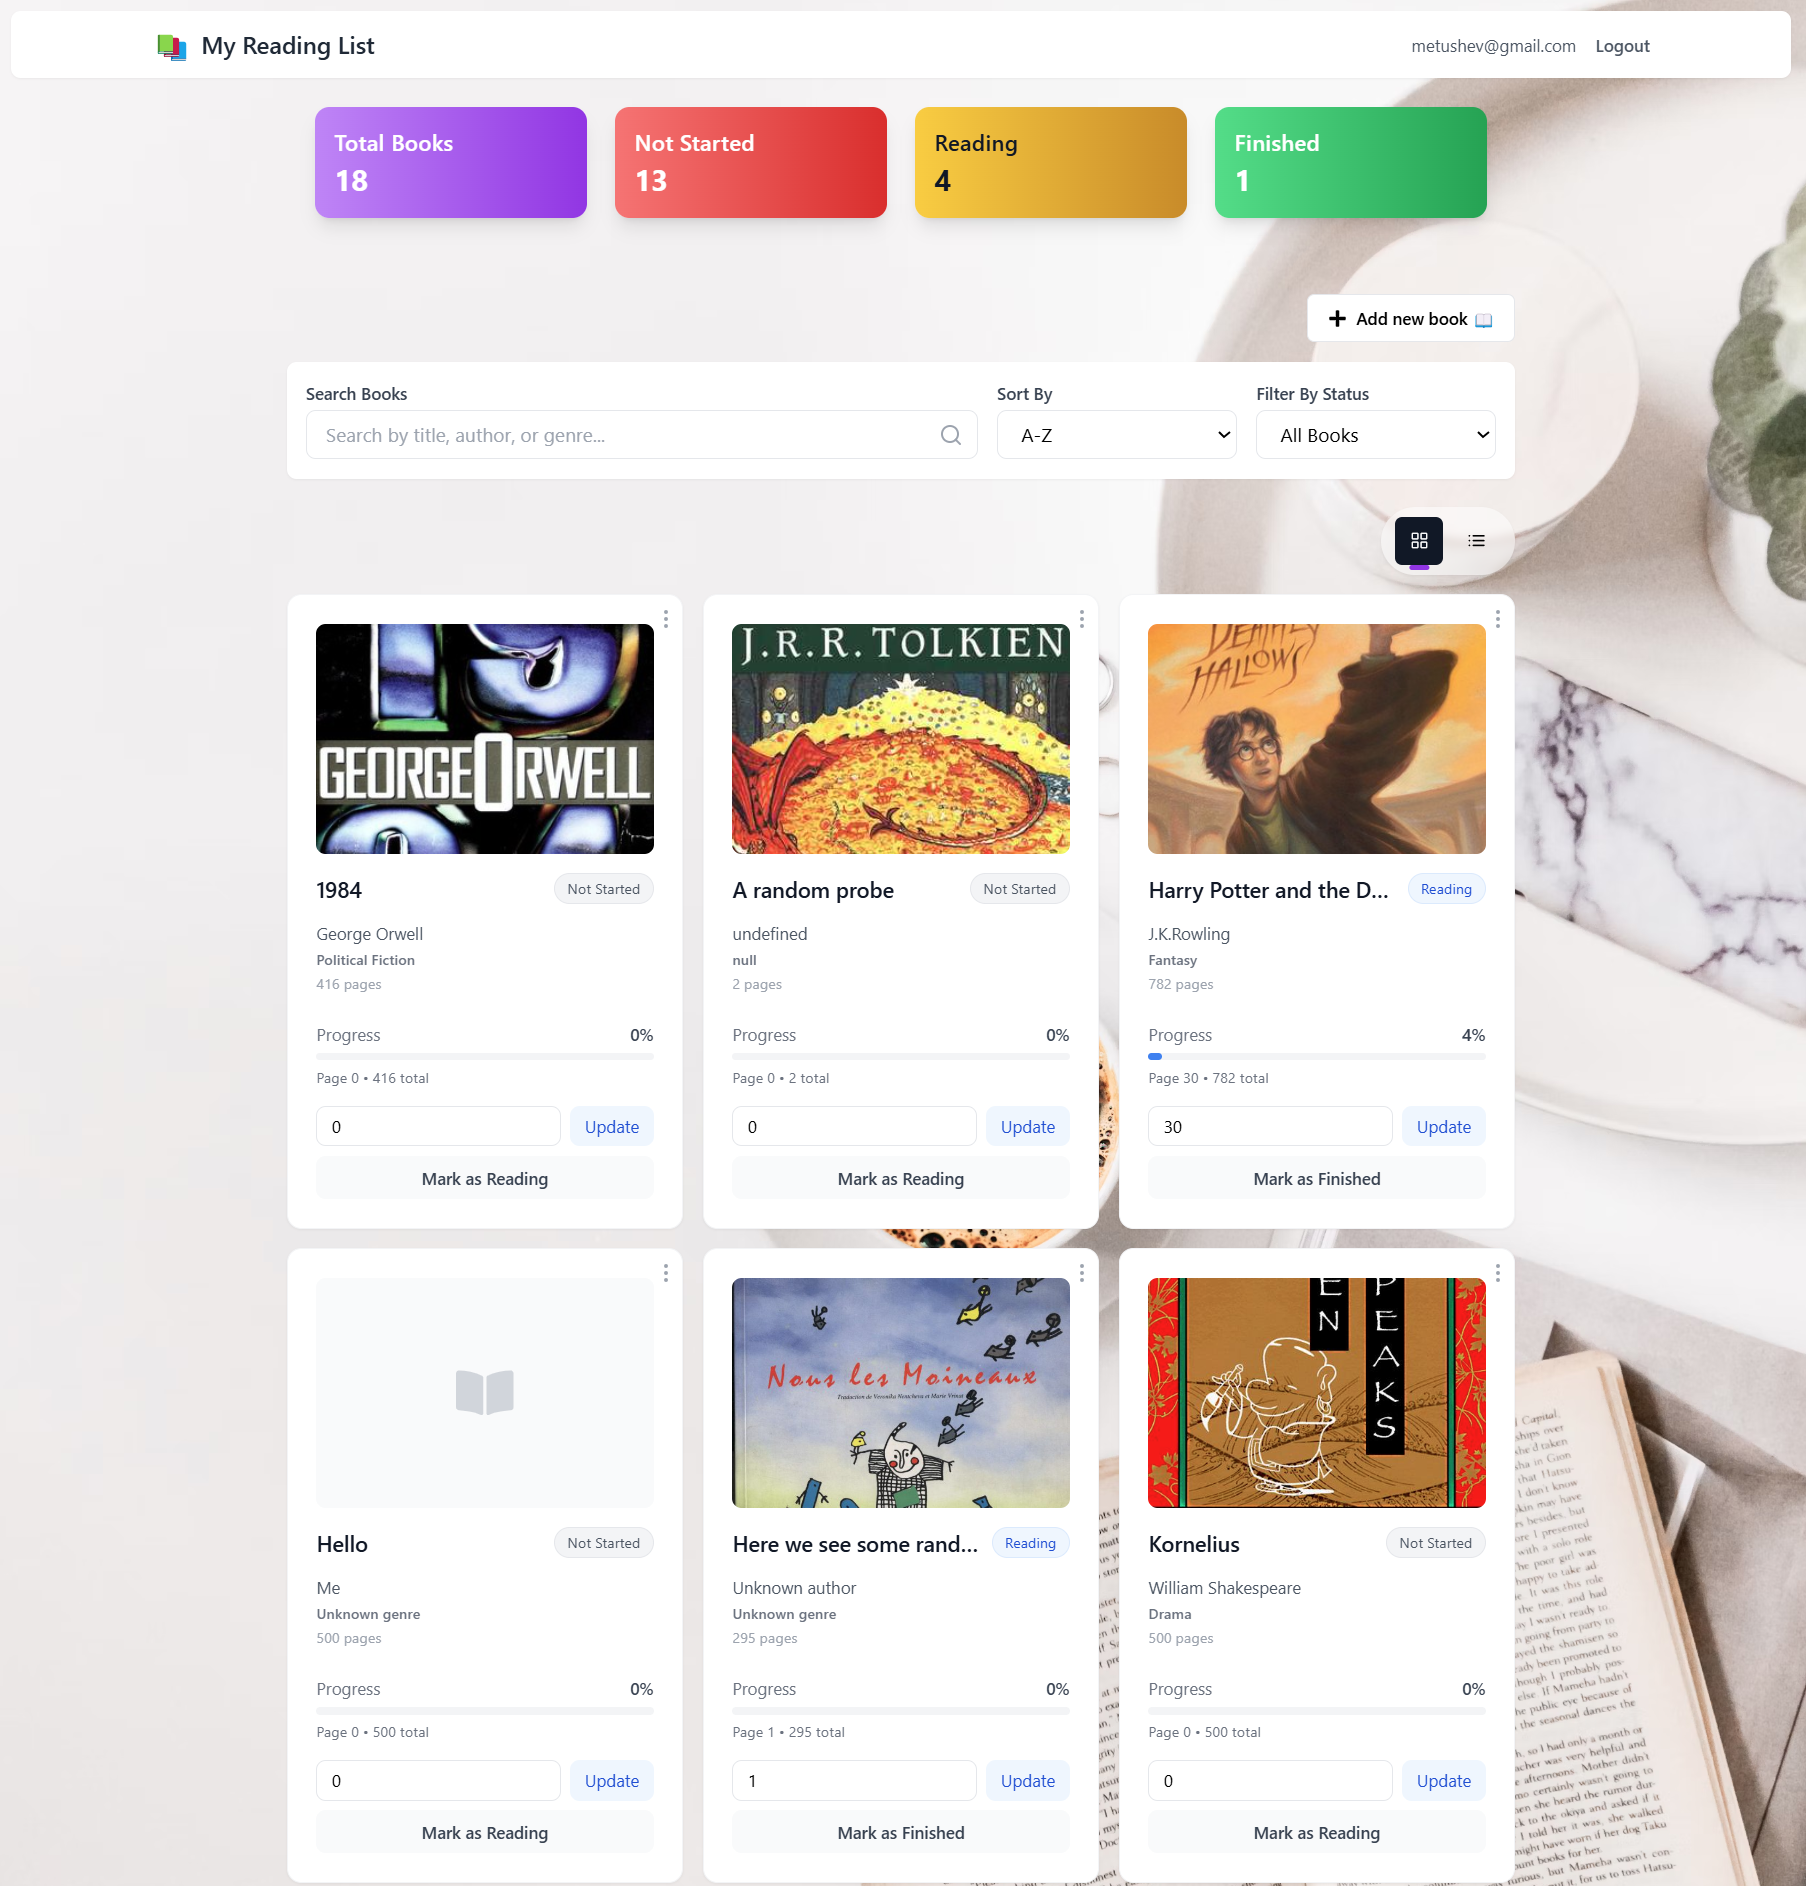 My Reading List
metushev@gmail.com Logout
Total Books
18
Not Started
13
Reading
4
Finished
1
Add new book
Search Books
Search by title, author, or genre...
Sort By
A-Z
Filter By Status
All Books
GEORGE ORWELL
1984
Not Started
George Orwell
Political Fiction
416 pages
Progress 0%
Page 0 • 416 total
0
Update
Mark as Reading
J.R.R. TOLKIEN
A random probe
Not Started
undefined
null
2 pages
Progress 0%
Page 0 • 2 total
0
Update
Mark as Reading
DEATHLY
HALLOWS
Harry Potter and the D...
Reading
J.K.Rowling
Fantasy
782 pages
Progress 4%
Page 30 • 782 total
30
Update
Mark as Finished
Hello
Not Started
Me
Unknown genre
500 pages
Progress 0%
Page 0 • 500 total
0
Update
Mark as Reading
Nous les Moineaux
Traduction de Veronika Nentcheva et Marie Vrinat
Here we see some rand...
Reading
Unknown author
Unknown genre
295 pages
Progress 0%
Page 1 • 295 total
1
Update
Mark as Finished
EN
PEAKS
Kornelius
Not Started
William Shakespeare
Drama
500 pages
Progress 0%
Page 0 • 500 total
0
Update
Mark as Reading